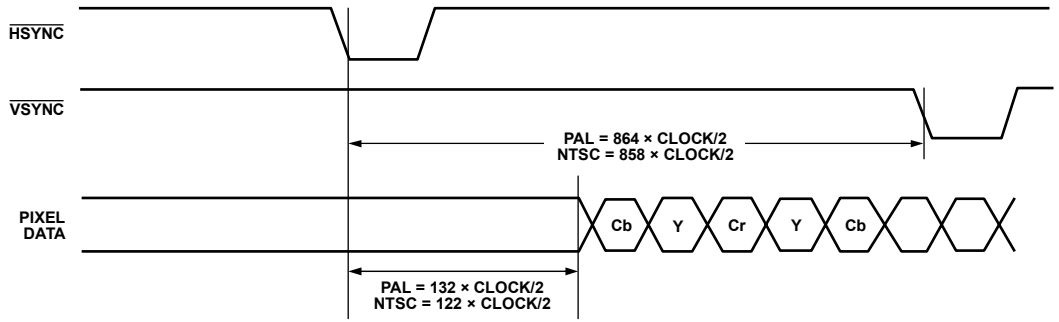 HSYNC
VSYNC
PAL = 864 × CLOCK/2
NTSC = 858 × CLOCK/2
PIXEL
DATA
Cb Y Cr Y Cb
PAL = 132 × CLOCK/2
NTSC = 122 × CLOCK/2